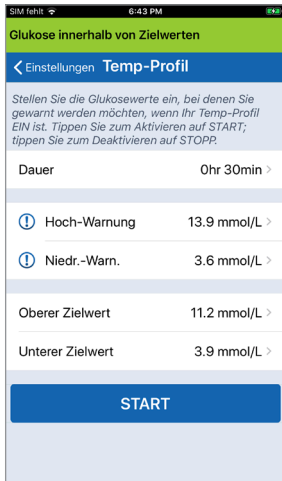 SIM fehlt 6:43 PM
Glukose innerhalb von Zielwerten
Einstellungen Temp-Profil
Stellen Sie die Glukosewerte ein, bei denen Sie
gewarnt werden möchten, wenn Ihr Temp-Profil
EIN ist. Tippen Sie zum Aktivieren auf START;
tippen Sie zum Deaktivieren auf STOPP.
Dauer 0hr 30min
Hoch-Warnung 13.9 mmol/L
Niedr.-Warn. 3.6 mmol/L
Oberer Zielwert 11.2 mmol/L
Unterer Zielwert 3.9 mmol/L
START